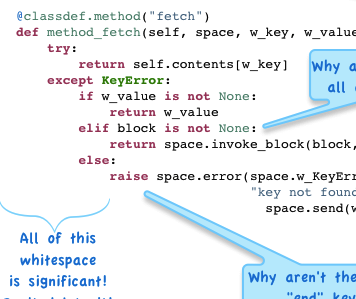 @classdef.method("fetch")
def method_fetch(self, space, w_key, w_value
try:
return self.contents[w_key]
except KeyError:
if w_value is not None:
return w_value
elif block is not None:
return space.invoke_block(block,
else:
raise space.error(space.w_KeyErr
"key not found
space.send(w
Why a
all
All of this
whitespace
is significant!
Why aren't the
"end" key